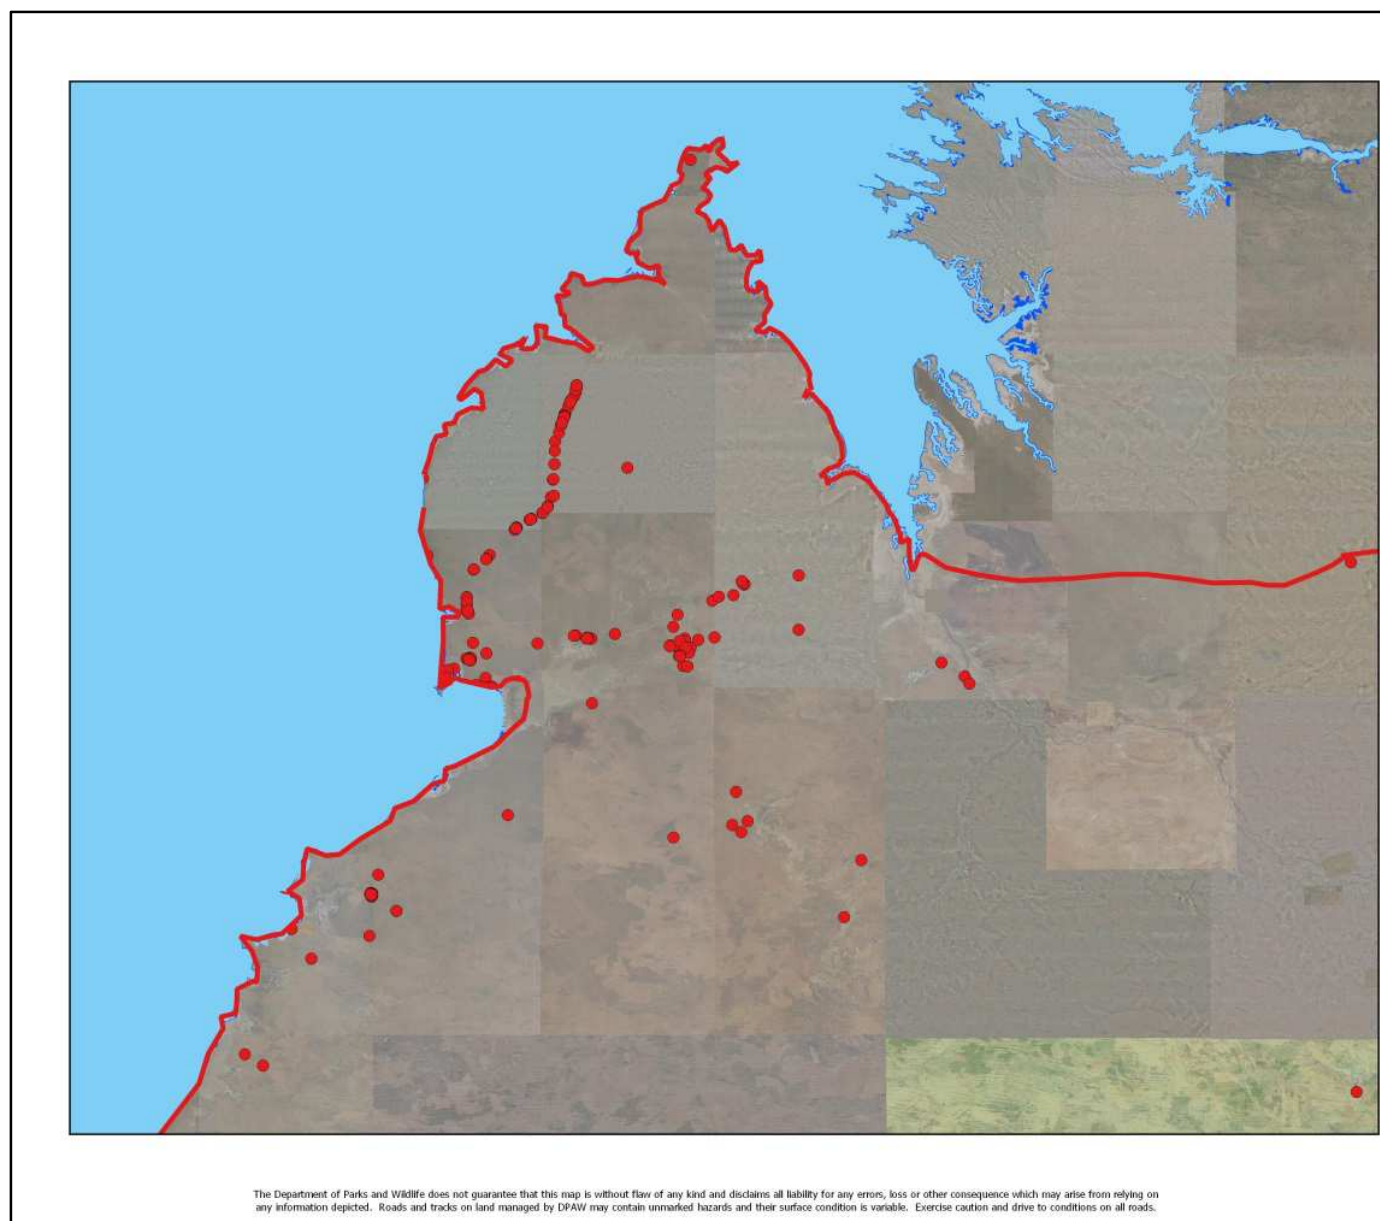 The Department of Parks and Wildlife does not guarantee that this map is without flaw of any kind and disclaims all liability for any errors, loss or other consequence which may arise from relying on
any information depicted.  Roads and tracks on land managed by DPAW may contain unmarked hazards and their surface condition is variable.  Exercise caution and drive to conditions on all roads.